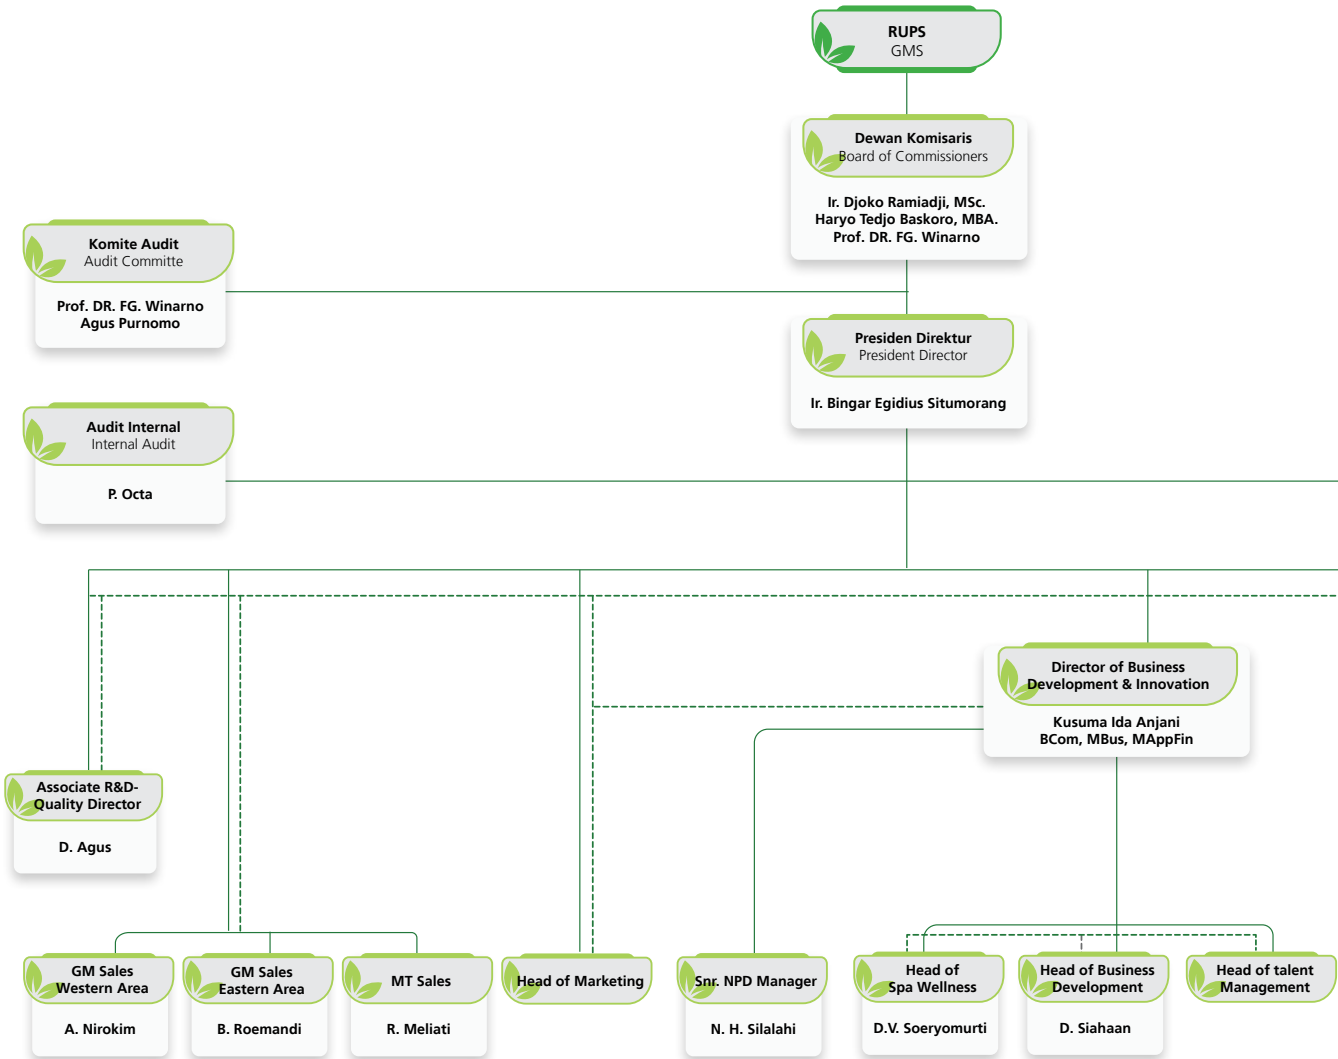 RUPS
GMS
Dewan Komisaris
Board of Commissioners
Ir. Djoko Ramiadji, MSc.
Haryo Tedjo Baskoro, MBA.
Prof. DR. FG. Winarno
Komite Audit
Audit Committe
Prof. DR. FG. Winarno
Agus Purnomo
Presiden Direktur
President Director
Ir. Bingar Egidius Situmorang
Audit Internal
Internal Audit
P. Octa
Director of Business
Development & Innovation
Kusuma Ida Anjani
BCom, MBus, MAppFin
Associate R&D-
Quality Director
D. Agus
GM Sales
Western Area
A. Nirokim
GM Sales
Eastern Area
B. Roemandi
MT Sales
R. Meliati
Head of Marketing
Snr. NPD Manager
N. H. Silalahi
Head of
Spa Wellness
D.V. Soeryomurti
Head of Business
Development
D. Siahaan
Head of talent
Management